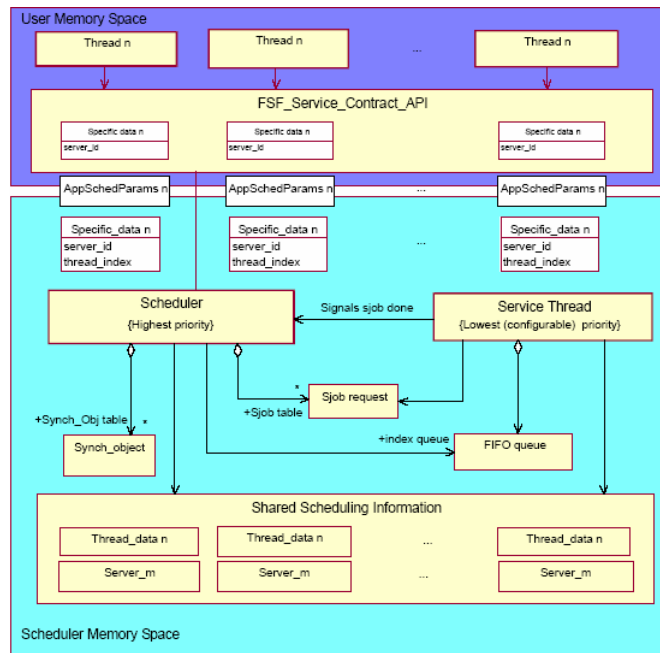 User Memory Space
Thread n
Thread n
...
Thread n
FSF_Service_Contract_API
Specific data n
server_id
Specific data n
server_id
Specific data n
server_id
AppSchedParams n
AppSchedParams n
...
AppSchedParams n
Specific_data n
server_id
thread_index
Specific_data n
server_id
thread_index
...
Specific_data n
server_id
thread_index
Scheduler
{Highest priority}
Signals sjob done
Service Thread
{Lowest (configurable) priority}
*
Sjob request
+Sjob table
+Synch_Obj table
*
Synch_object
+index queue
FIFO queue
Shared Scheduling Information
Thread_data n
Thread_data n
...
Thread_data n
Server_m
Server_m
...
Server_m
Scheduler Memory Space